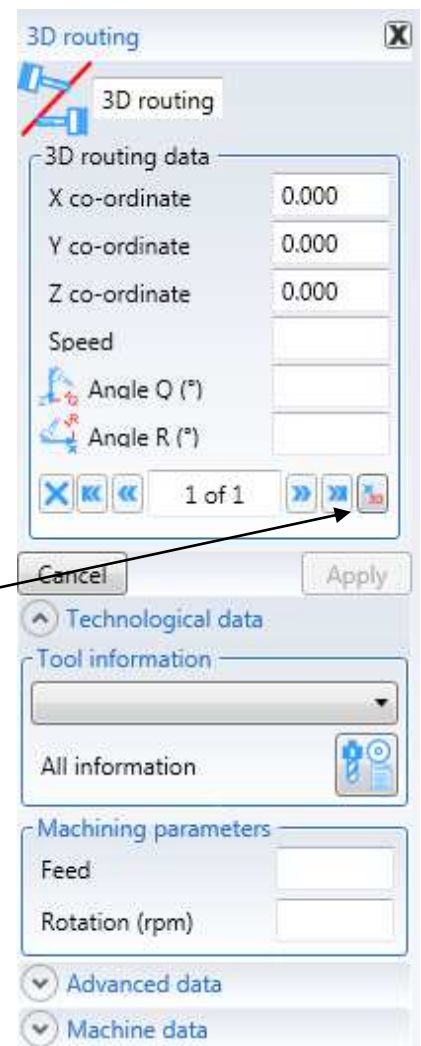 3D routing
3D routing
3D routing data
X co-ordinate 0.000
Y co-ordinate 0.000
Z co-ordinate 0.000
Speed
Angle Q (°)
Angle R (°)
1 of 1
Cancel Apply
Technological data
Tool information
All information
Machining parameters
Feed
Rotation (rpm)
Advanced data
Machine data